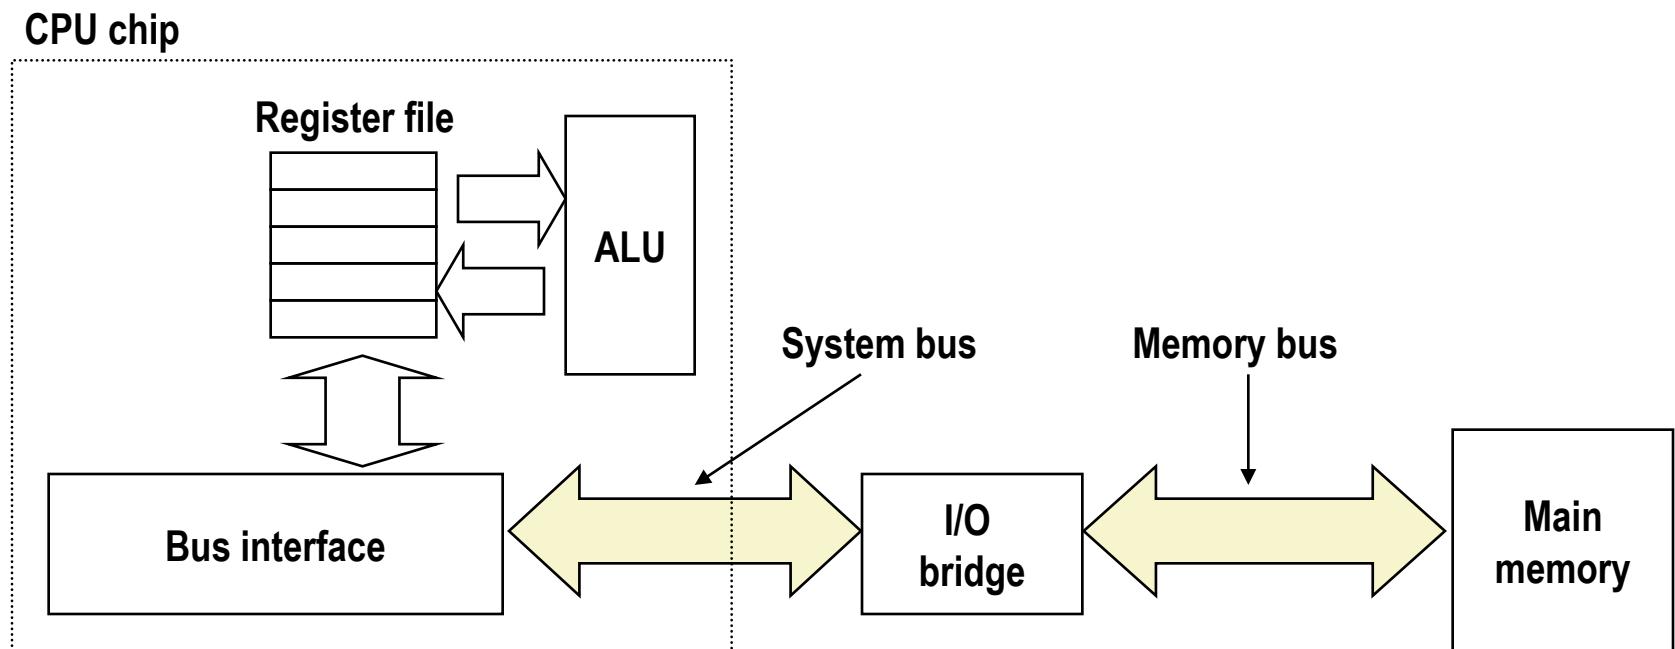 CPU chip
Register file
ALU
System bus
Memory bus
Bus interface
I/O
bridge
Main
memory